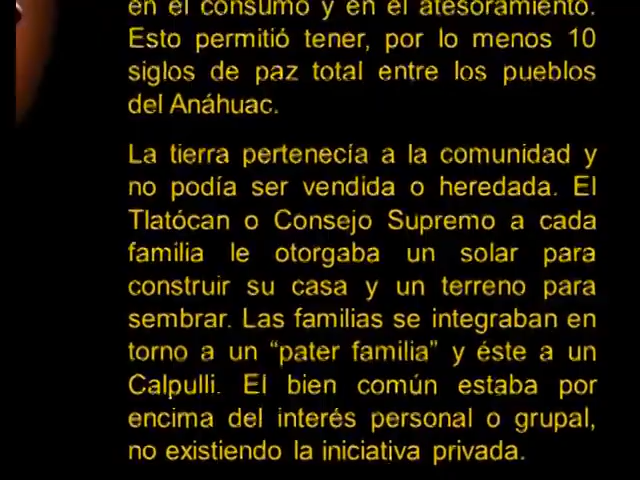 en el consumo y en el atesoramiento.
Esto permitió tener, por lo menos 10
siglos de paz total entre los pueblos
del Anáhuac.
La tierra pertenecía a la comunidad y
no podía ser vendida o heredada. El
Tlatócan o Consejo Supremo a cada
familia le otorgaba un solar para
construir su casa y un terreno para
sembrar. Las familias se integraban en
torno a un “pater familia” y éste a un
Calpulli. El bien común estaba por
encima del interés personal o grupal,
no existiendo la iniciativa privada.